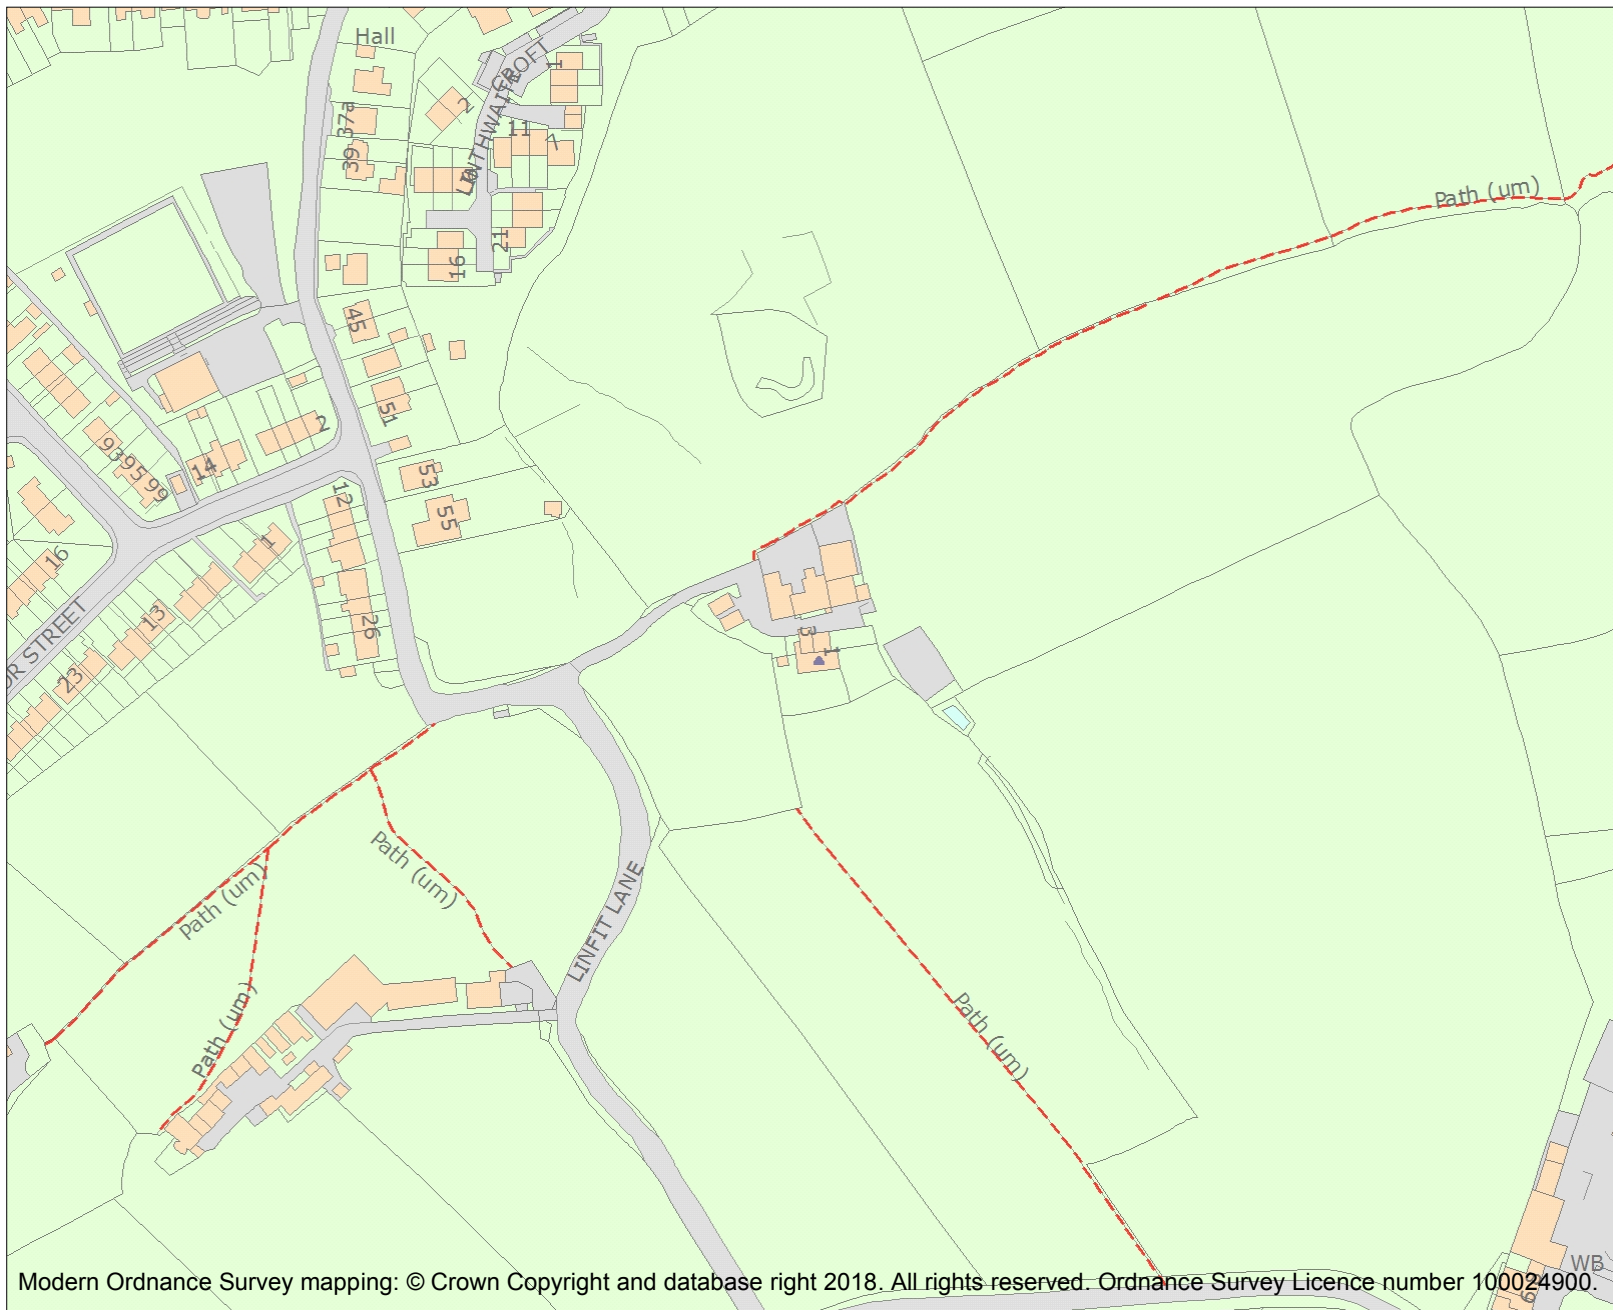 Hall
LINTHWAITE
CROFT
1
2
37a
11
7
39
Path (um)
21
16
45
51
2
93
95
99
14
53
12
55
16
1
13
26
OR STREET
23
3
1
Path (um)
Path (um)
LINFIT LANE
Path (um)
Path (um)
WB
Modern Ordnance Survey mapping: © Crown Copyright and database right 2018. All rights reserved. Ordnance Survey Licence number 100024900.